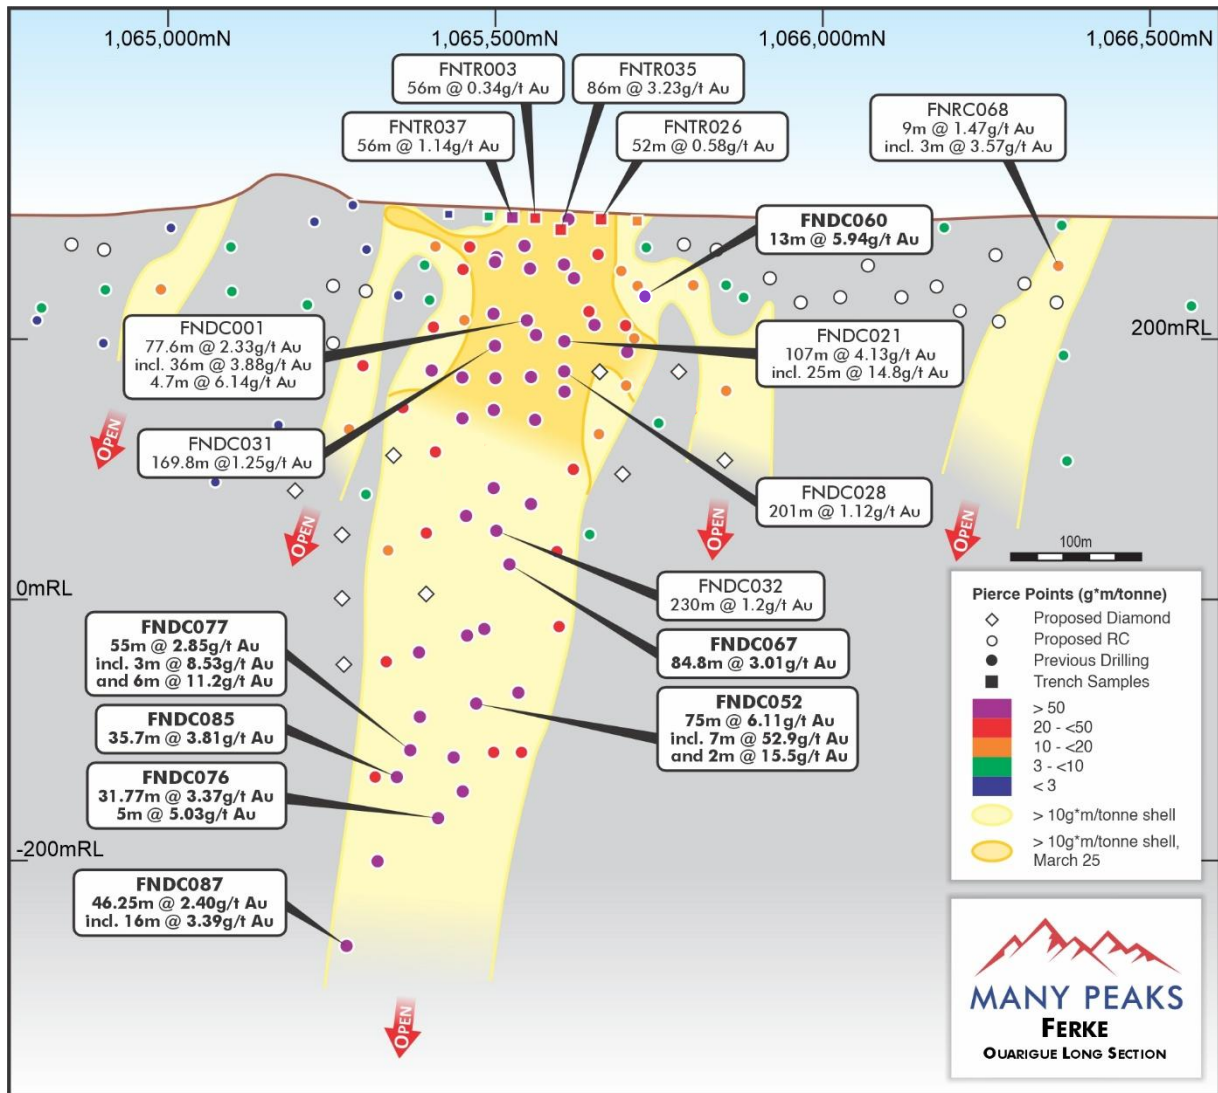 1,065,000mN
1,065,500mN
1,066,000mN
1,066,500mN
FNTR003
56m @ 0.34g/t Au
FNTR035
86m @ 3.23g/t Au
FNTR037
56m @ 1.14g/t Au
FNTR026
52m @ 0.58g/t Au
FNRC068
9m @ 1.47g/t Au
incl. 3m @ 3.57g/t Au
FNDC060
13m @ 5.94g/t Au
FNDC001
77.6m @ 2.33g/t Au
incl. 36m @ 3.88g/t Au
4.7m @ 6.14g/t Au
FNDC021
107m @ 4.13g/t Au
incl. 25m @ 14.8g/t Au
200mRL
OPEN
FNDC031
169.8m @1.25g/t Au
FNDC028
201m @ 1.12g/t Au
OPEN
OPEN
OPEN
100m
0mRL
FNDC032
230m @ 1.2g/t Au
FNDC077
55m @ 2.85g/t Au
incl. 3m @ 8.53g/t Au
and 6m @ 11.2g/t Au
FNDC067
84.8m @ 3.01g/t Au
FNDC085
35.7m @ 3.81g/t Au
FNDC052
75m @ 6.11g/t Au
incl. 7m @ 52.9g/t Au
and 2m @ 15.5g/t Au
FNDC076
31.77m @ 3.37g/t Au
5m @ 5.03g/t Au
-200mRL
FNDC087
46.25m @ 2.40g/t Au
incl. 16m @ 3.39g/t Au
OPEN
Pierce Points (g*m/tonne)
Proposed Diamond
Proposed RC
Previous Drilling
Trench Samples
> 50
20 - <50
10 - <20
3 - <10
< 3
> 10g*m/tonne shell
> 10g*m/tonne shell,
March 25
MANY PEAKS
FERKE
OUARIGUE LONG SECTION